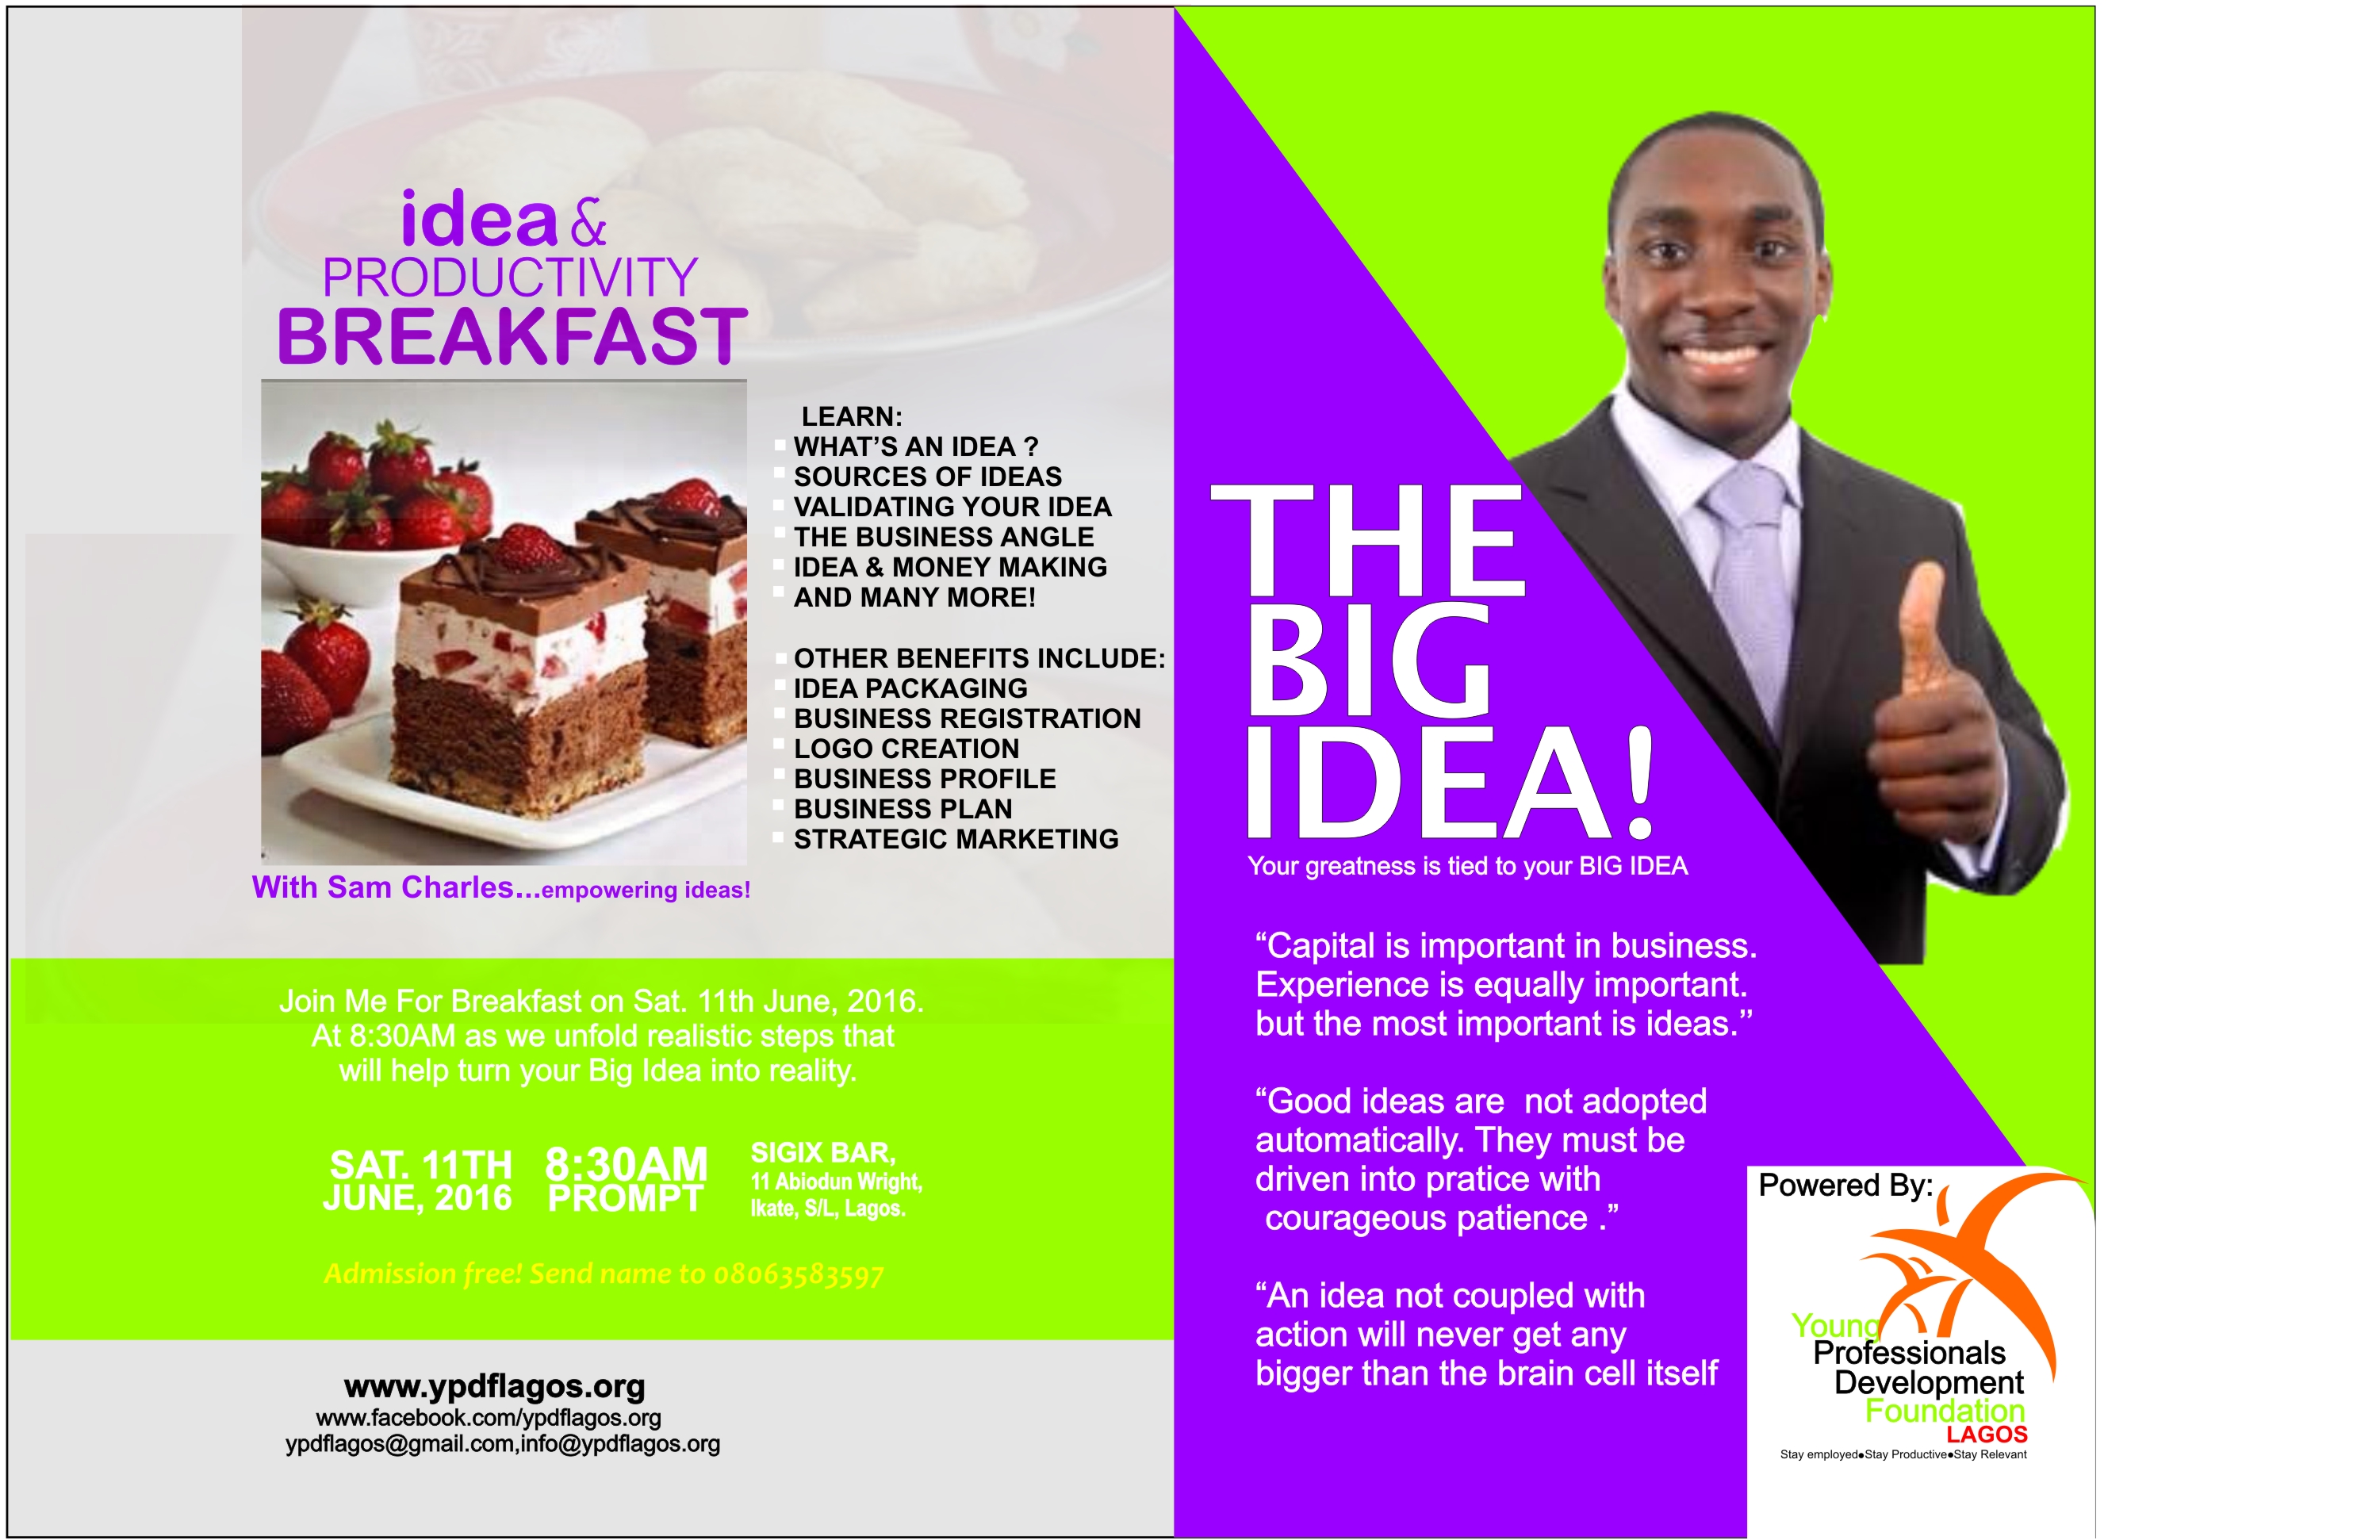 idea &
PRODUCTIVITY
BREAKFAST
LEARN:
WHAT’S AN IDEA ?
SOURCES OF IDEAS
VALIDATING YOUR IDEA
THE BUSINESS ANGLE
IDEA & MONEY MAKING
AND MANY MORE!
OTHER BENEFITS INCLUDE:
IDEA PACKAGING
BUSINESS REGISTRATION
LOGO CREATION
BUSINESS PROFILE
BUSINESS PLAN
STRATEGIC MARKETING
With Sam Charles...empowering ideas!
Join Me For Breakfast on Sat. 11th June, 2016.
At 8:30AM as we unfold realistic steps that
will help turn your Big Idea into reality.
SAT. 11TH
JUNE, 2016
8:30AM
PROMPT
SIGIX BAR,
11 Abiodun Wright,
Ikate, S/L, Lagos.
Admission free! Send name to 08063583597
www.ypdflagos.org
www.facebook.com/ypdflagos.org
ypdflagos@gmail.com,info@ypdflagos.org
THE
BIG
IDEA!
Your greatness is tied to your BIG IDEA
“Capital is important in business.
Experience is equally important.
but the most important is ideas.’’
“Good ideas are  not adopted
automatically. They must be
driven into pratice with
courageous patience .”
“An idea not coupled with
action will never get any
bigger than the brain cell itself
Powered By:
Young
Professionals
Development
Foundation
LAGOS
Stay employed●Stay Productive●Stay Relevant